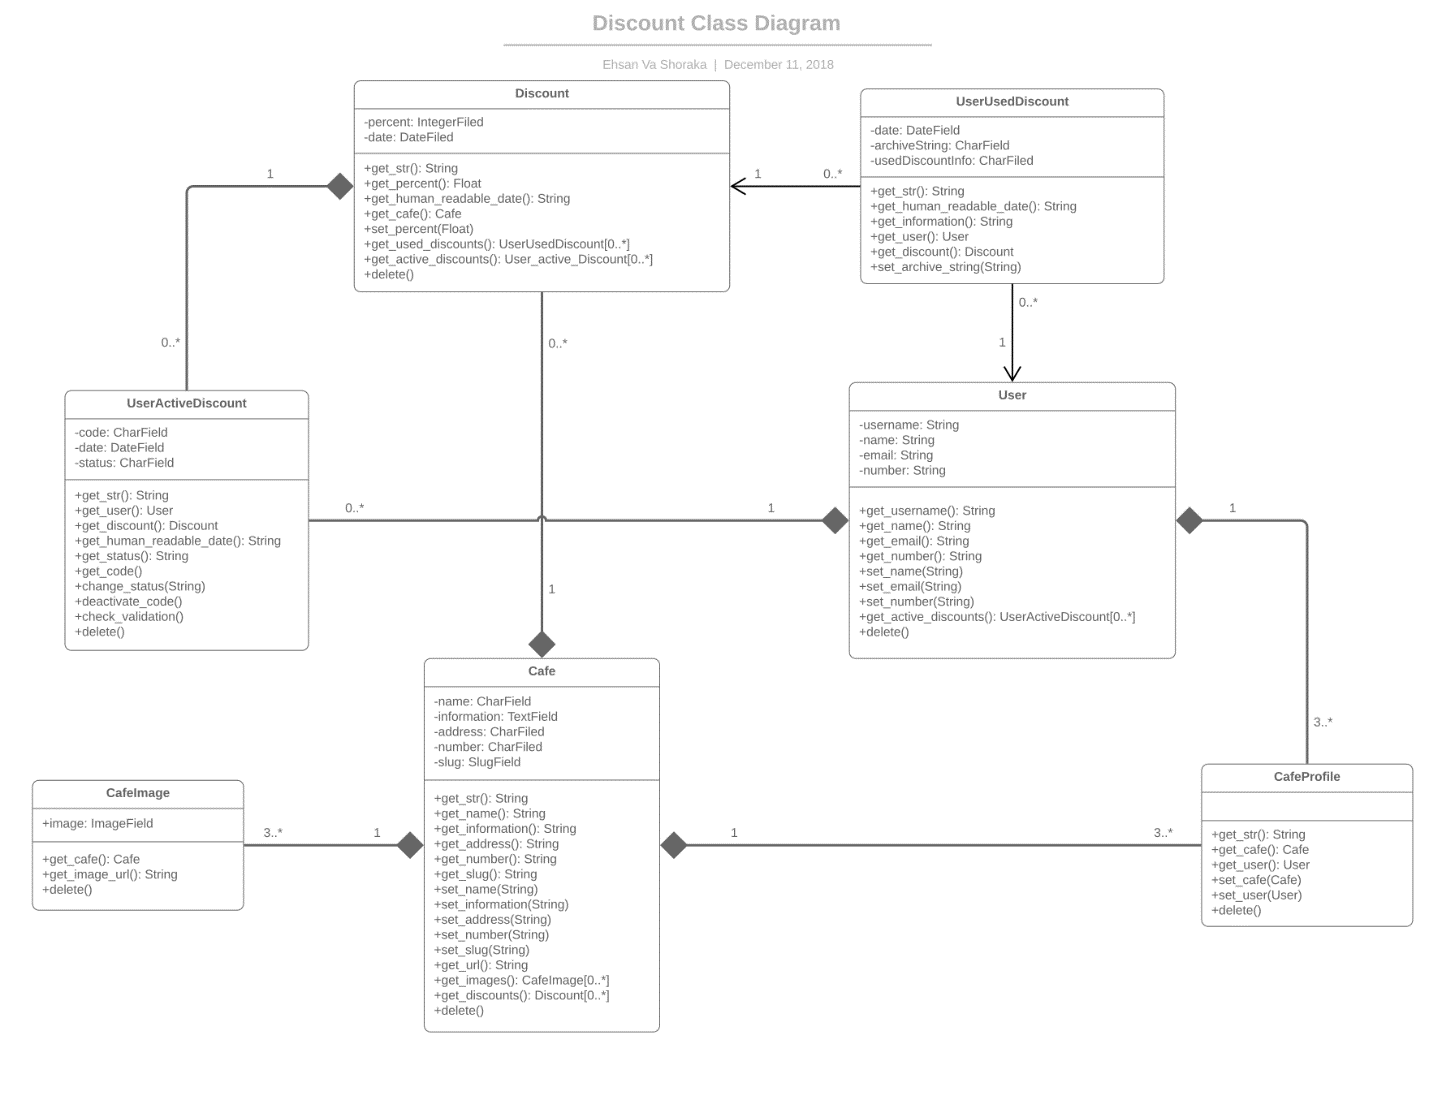 Discount Class Diagram
Ehsan Va Shoraka | December 11, 2018
Discount
-percent: IntegerFiled
-date: DateFiled
+get_str(): String
+get_percent(): Float
+get_human_readable_date(): String
+get_cafe(): Cafe
+set_percent(Float)
+get_used_discounts(): UserUsedDiscount[0..*]
+get_active_discounts(): User_active_Discount[0..*]
+delete()
UserUsedDiscount
-date: DateField
-archiveString: CharField
-usedDiscountInfo: CharFiled
+get_str(): String
+get_human_readable_date(): String
+get_information(): String
+get_user(): User
+get_discount(): Discount
+set_archive_string(String)
1
1
0..*
0..*
1
0..*
0..*
1
UserActiveDiscount
-code: CharField
-date: DateField
-status: CharField
+get_str(): String
+get_user(): User
+get_discount(): Discount
+get_human_readable_date(): String
+get_status(): String
+get_code()
+change_status(String)
+deactivate_code()
+check_validation()
+delete()
0..*
1
User
-username: String
-name: String
-email: String
-number: String
+get_username(): String
+get_name(): String
+get_email(): String
+get_number(): String
+set_name(String)
+set_email(String)
+set_number(String)
+get_active_discounts(): UserActiveDiscount[0..*]
+delete()
1
3..*
Cafe
-name: CharField
-information: TextField
-address: CharFiled
-number: CharFiled
-slug: SlugField
+get_str(): String
+get_name(): String
+get_information(): String
+get_address(): String
+get_number(): String
+get_slug(): String
+set_name(String)
+set_information(String)
+set_address(String)
+set_number(String)
+set_slug(String)
+get_url(): String
+get_images(): CafeImage[0..*]
+get_discounts(): Discount[0..*]
+delete()
CafeImage
+image: ImageField
+get_cafe(): Cafe
+get_image_url(): String
+delete()
3..*
1
1
3..*
CafeProfile
+get_str(): String
+get_cafe(): Cafe
+get_user(): User
+set_cafe(Cafe)
+set_user(User)
+delete()